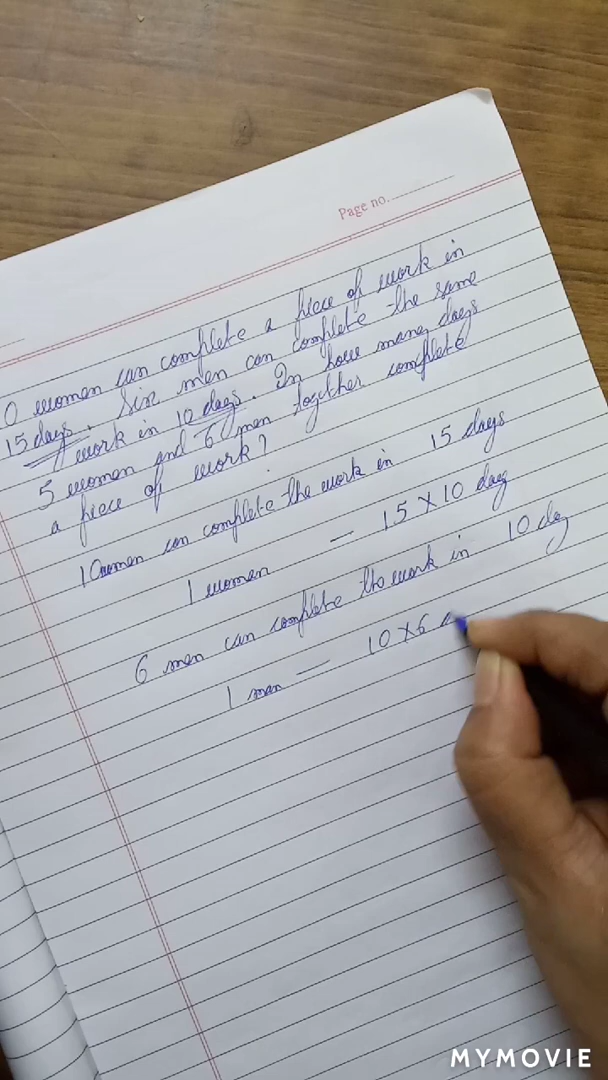 Page no.
0 women can complete a piece of work in
15 days. Six men can complete the same
work in 10 days. In how many days
5 women and 6 men together complete
a piece of work?
10 women can complete the work in 15 days
1 women — 15 × 10 day
6 men can complete the work in 10 day
1 man — 10 × 6
MYMOVIE